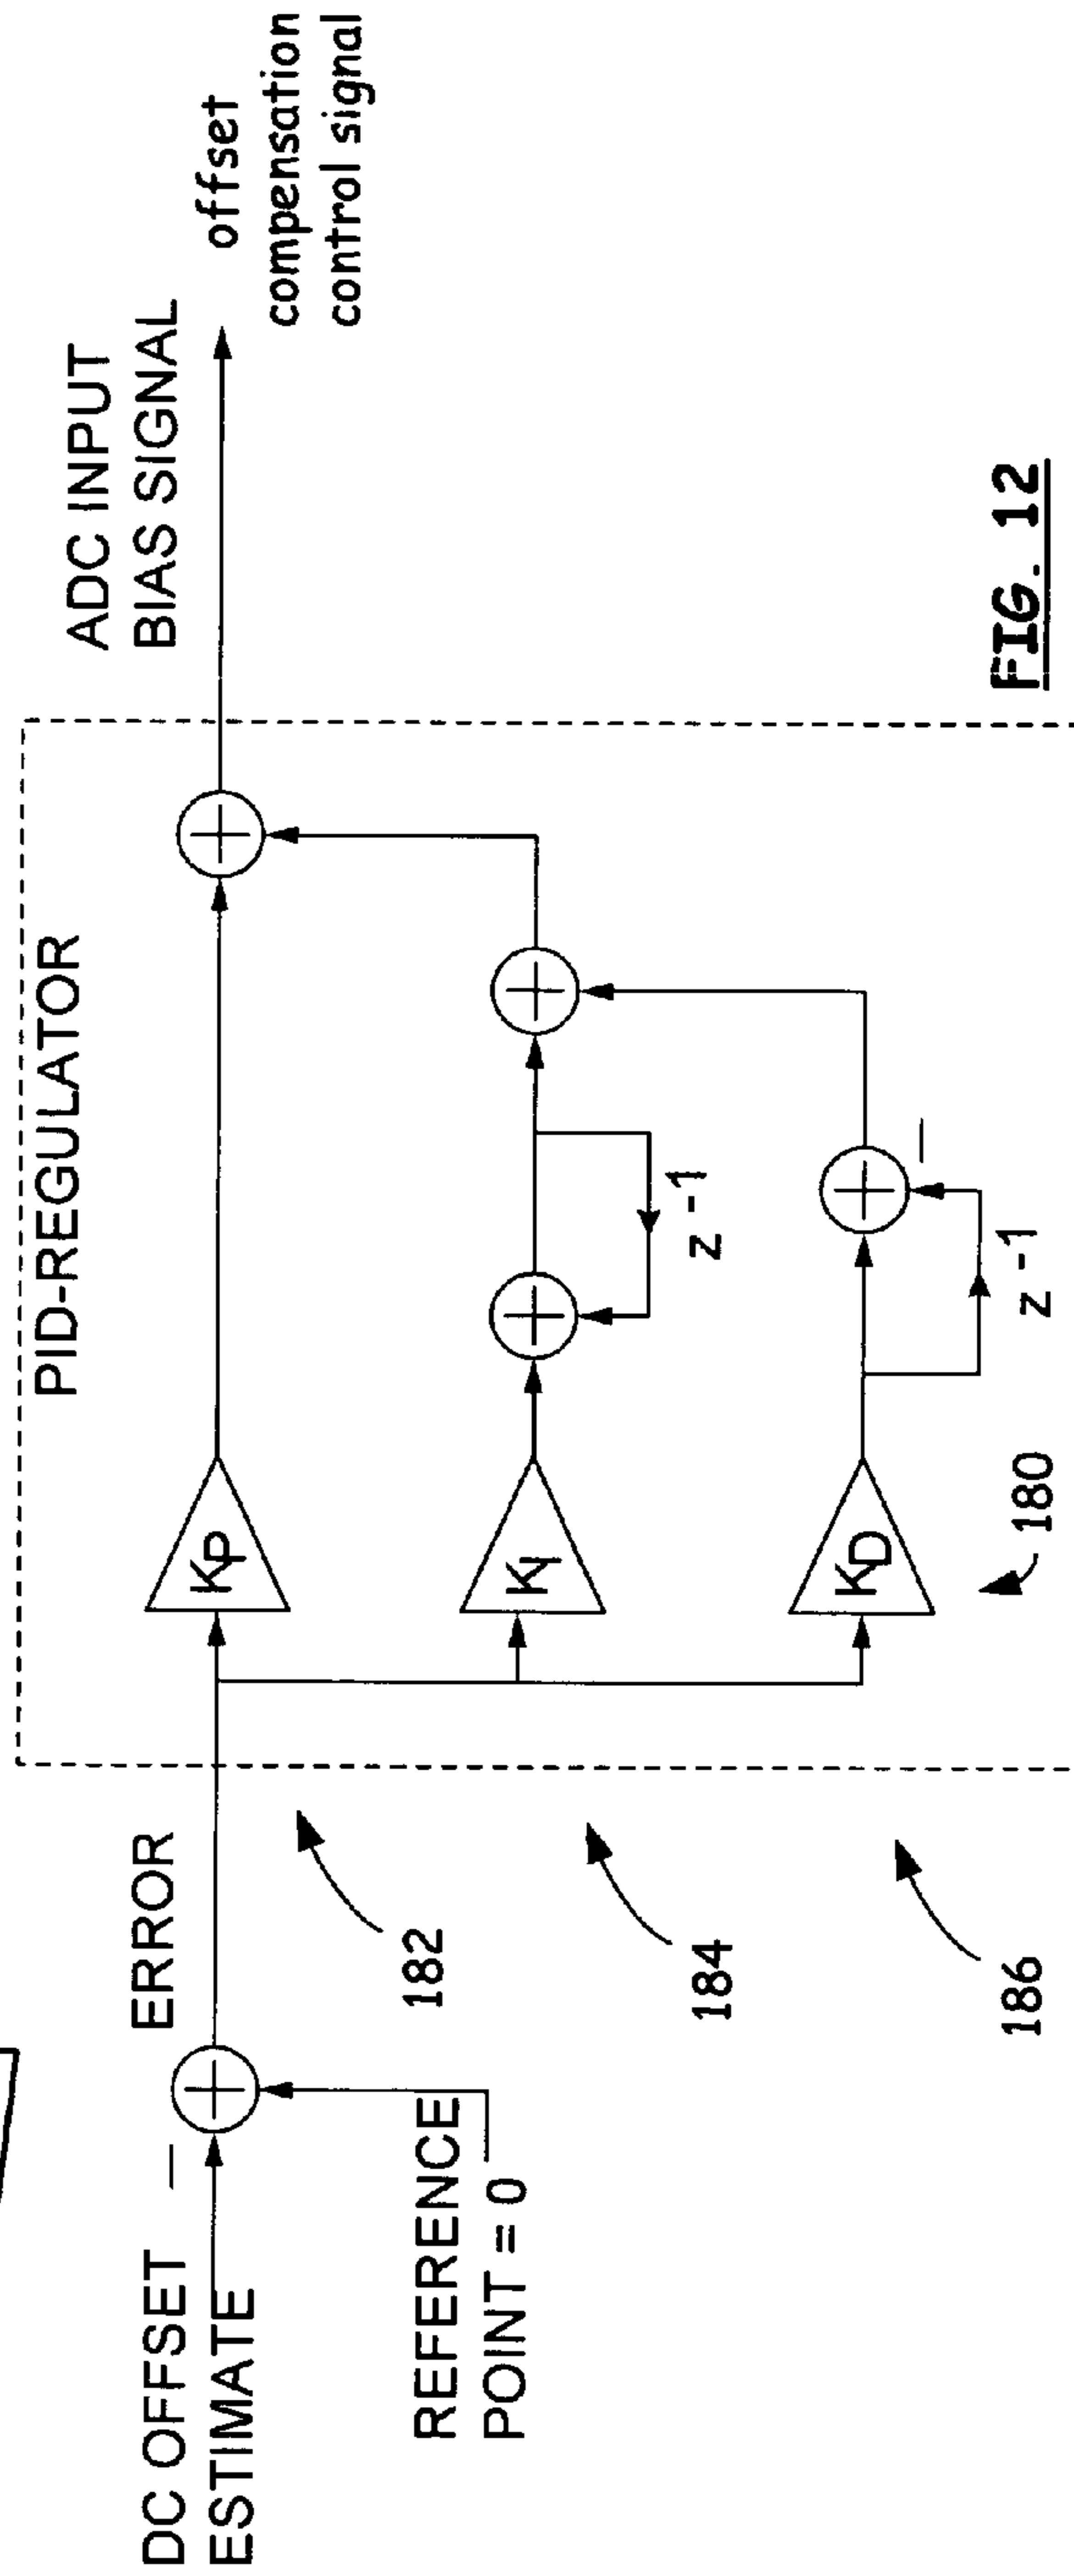 DC OFFSET
ESTIMATE
−
ERROR
REFERENCE
POINT = 0
PID-REGULATOR
KP
KI
KD
z -1
z -1
−
ADC INPUT
BIAS SIGNAL
offset
compensation
control signal
182
184
186
180
FIG. 12